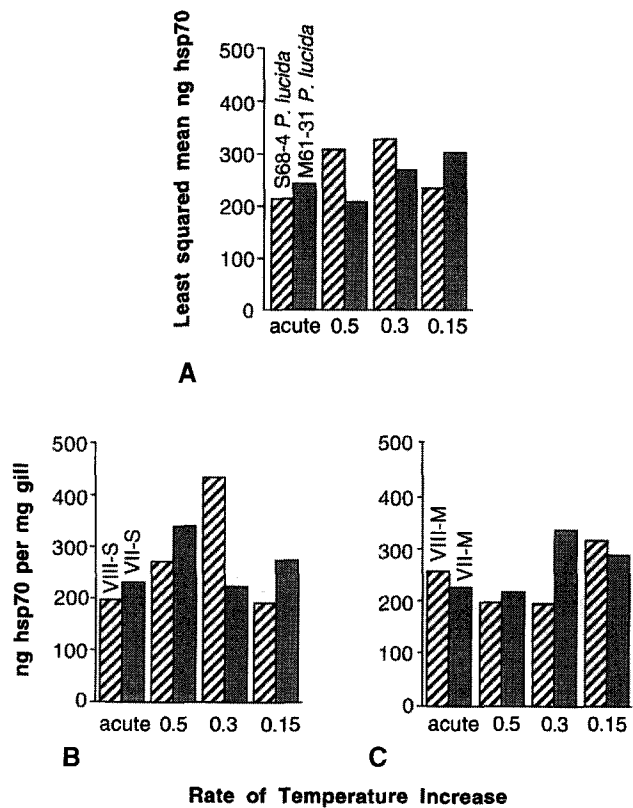 Least squared mean ng hsp70
500
400
300
200
100
0
S68-4 P. lucida
M61-31 P. lucida
acute 0.5 0.3 0.15
A
ng hsp70 per mg gill
500
400
300
200
100
0
VIII-S
VII-S
acute 0.5 0.3 0.15
B
500
400
300
200
100
0
VIII-M
VII-M
acute 0.5 0.3 0.15
C
Rate of Temperature Increase